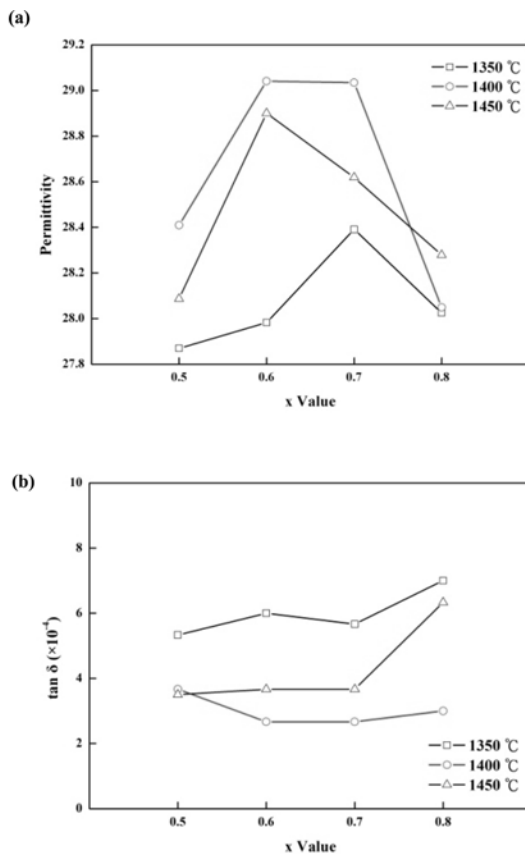 (a)
29.2
29.0
28.6
28.4
28.2
28.0
27.8
Permittivity
1350 ℃
1400 ℃
1450 ℃
0.5 0.6 0.7 0.8
x Value
(b)
10
8
6
4
2
0
tan δ (×10⁻⁴)
1350 ℃
1400 ℃
1450 ℃
0.5 0.6 0.7 0.8
x Value